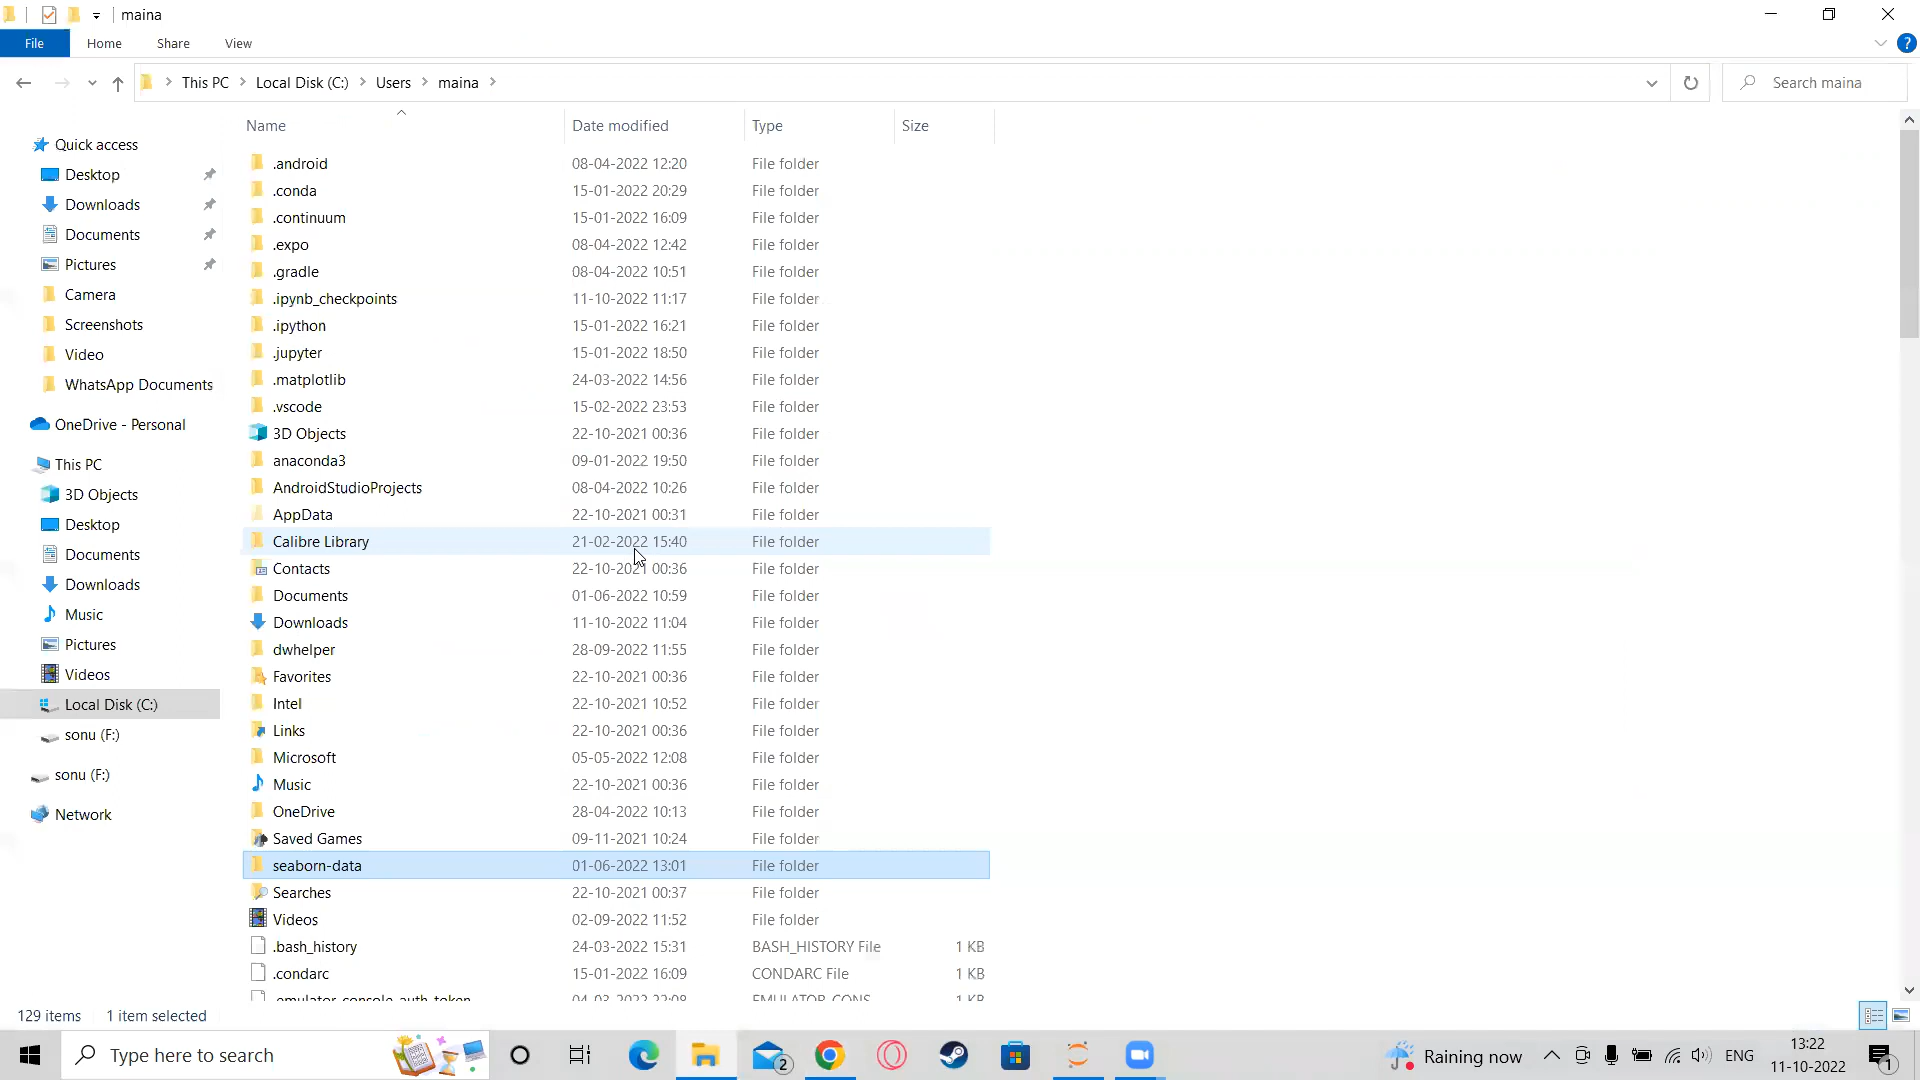 maina
File Home Share View
This PC Local Disk (C:) Users maina
Search maina
Name Date modified Type Size
Quick access
Desktop
Downloads
Documents
Pictures
Camera
Screenshots
Video
WhatsApp Documents
OneDrive - Personal
This PC
3D Objects
Desktop
Documents
Downloads
Music
Pictures
Videos
Local Disk (C:)
sonu (F:)
sonu (F:)
Network
.android 08-04-2022 12:20 File folder
.conda 15-01-2022 20:29 File folder
.continuum 15-01-2022 16:09 File folder
.expo 08-04-2022 12:42 File folder
.gradle 08-04-2022 10:51 File folder
.ipynb_checkpoints 11-10-2022 11:17 File folder
.ipython 15-01-2022 16:21 File folder
.jupyter 15-01-2022 18:50 File folder
.matplotlib 24-03-2022 14:56 File folder
.vscode 15-02-2022 23:53 File folder
3D Objects 22-10-2021 00:36 File folder
anaconda3 09-01-2022 19:50 File folder
AndroidStudioProjects 08-04-2022 10:26 File folder
AppData 22-10-2021 00:31 File folder
Calibre Library 21-02-2022 15:40 File folder
Contacts 22-10-2021 00:36 File folder
Documents 01-06-2022 10:59 File folder
Downloads 11-10-2022 11:04 File folder
dwhelper 28-09-2022 11:55 File folder
Favorites 22-10-2021 00:36 File folder
Intel 22-10-2021 10:52 File folder
Links 22-10-2021 00:36 File folder
Microsoft 05-05-2022 12:08 File folder
Music 22-10-2021 00:36 File folder
OneDrive 28-04-2022 10:13 File folder
Saved Games 09-11-2021 10:24 File folder
seaborn-data 01-06-2022 13:01 File folder
Searches 22-10-2021 00:37 File folder
Videos 02-09-2022 11:52 File folder
.bash_history 24-03-2022 15:31 BASH_HISTORY File 1 KB
.condarc 15-01-2022 16:09 CONDARC File 1 KB
.emulator_console_auth_token 04-03-2022 22:08 EMULATOR_CONS... 1 KB
129 items 1 item selected
Type here to search
2
Raining now
ENG
13:22
11-10-2022
1